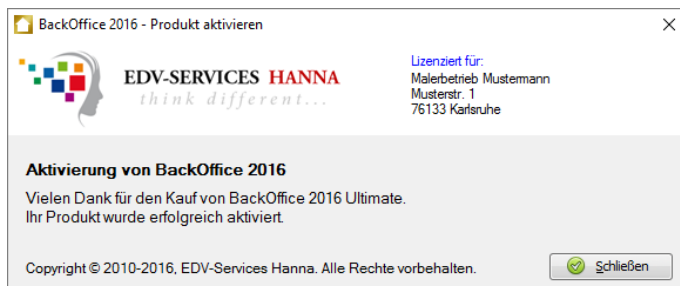 BackOffice 2016 - Produkt aktivieren
EDV-SERVICES HANNA
think different...
Lizenziert für:
Malerbetrieb Mustermann
Musterstr. 1
76133 Karlsruhe
Aktivierung von BackOffice 2016
Vielen Dank für den Kauf von BackOffice 2016 Ultimate.
Ihr Produkt wurde erfolgreich aktiviert.
Copyright © 2010-2016, EDV-Services Hanna. Alle Rechte vorbehalten.
Schließen